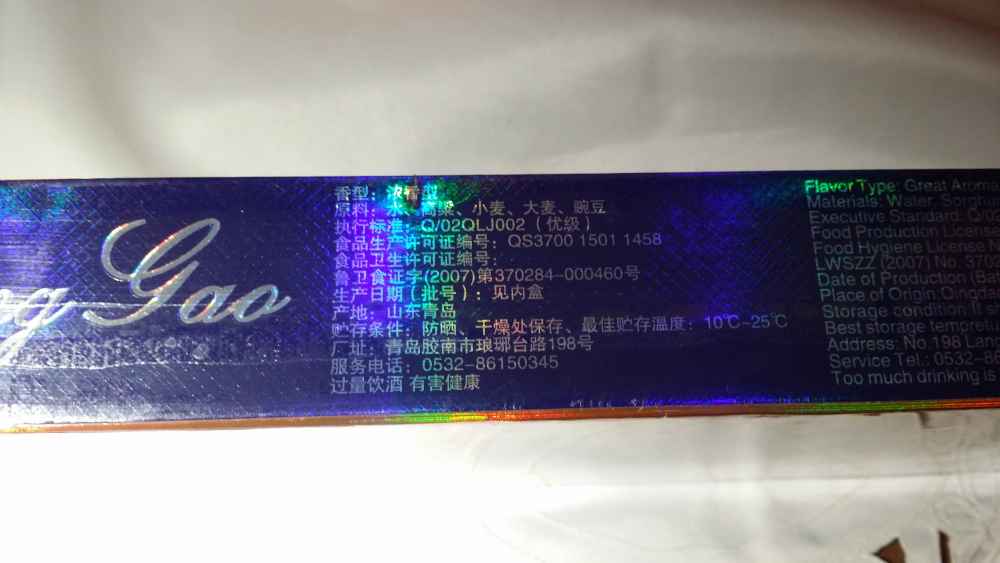 g Gao
香型：浓香型
原料：水、高粱、小麦、大麦、豌豆
执行标准：Q/02QLJ002（优级）
食品生产许可证编号：QS3700 1501 1458
食品卫生许可证编号：
鲁卫食证字(2007)第370284-000460号
生产日期（批号）：见内盒
产地：山东青岛
贮存条件：防晒、干燥处保存、最佳贮存温度：10℃-25℃
厂址：青岛胶南市琅琊台路198号
服务电话：0532-86150345
过量饮酒 有害健康
Flavor Type: Great Aroma
Materials: Water, Sorghu
Executive Standard: Q/0
Food Production License
Food Hygiene License N
LWSZZ (2007) No. 3702
Date of Production (Ba
Place of Origin: Qingda
Storage condition: It s
Best storage tempretu
Address: No.198 Lan
Service Tel.: 0532-86
Too much drinking is